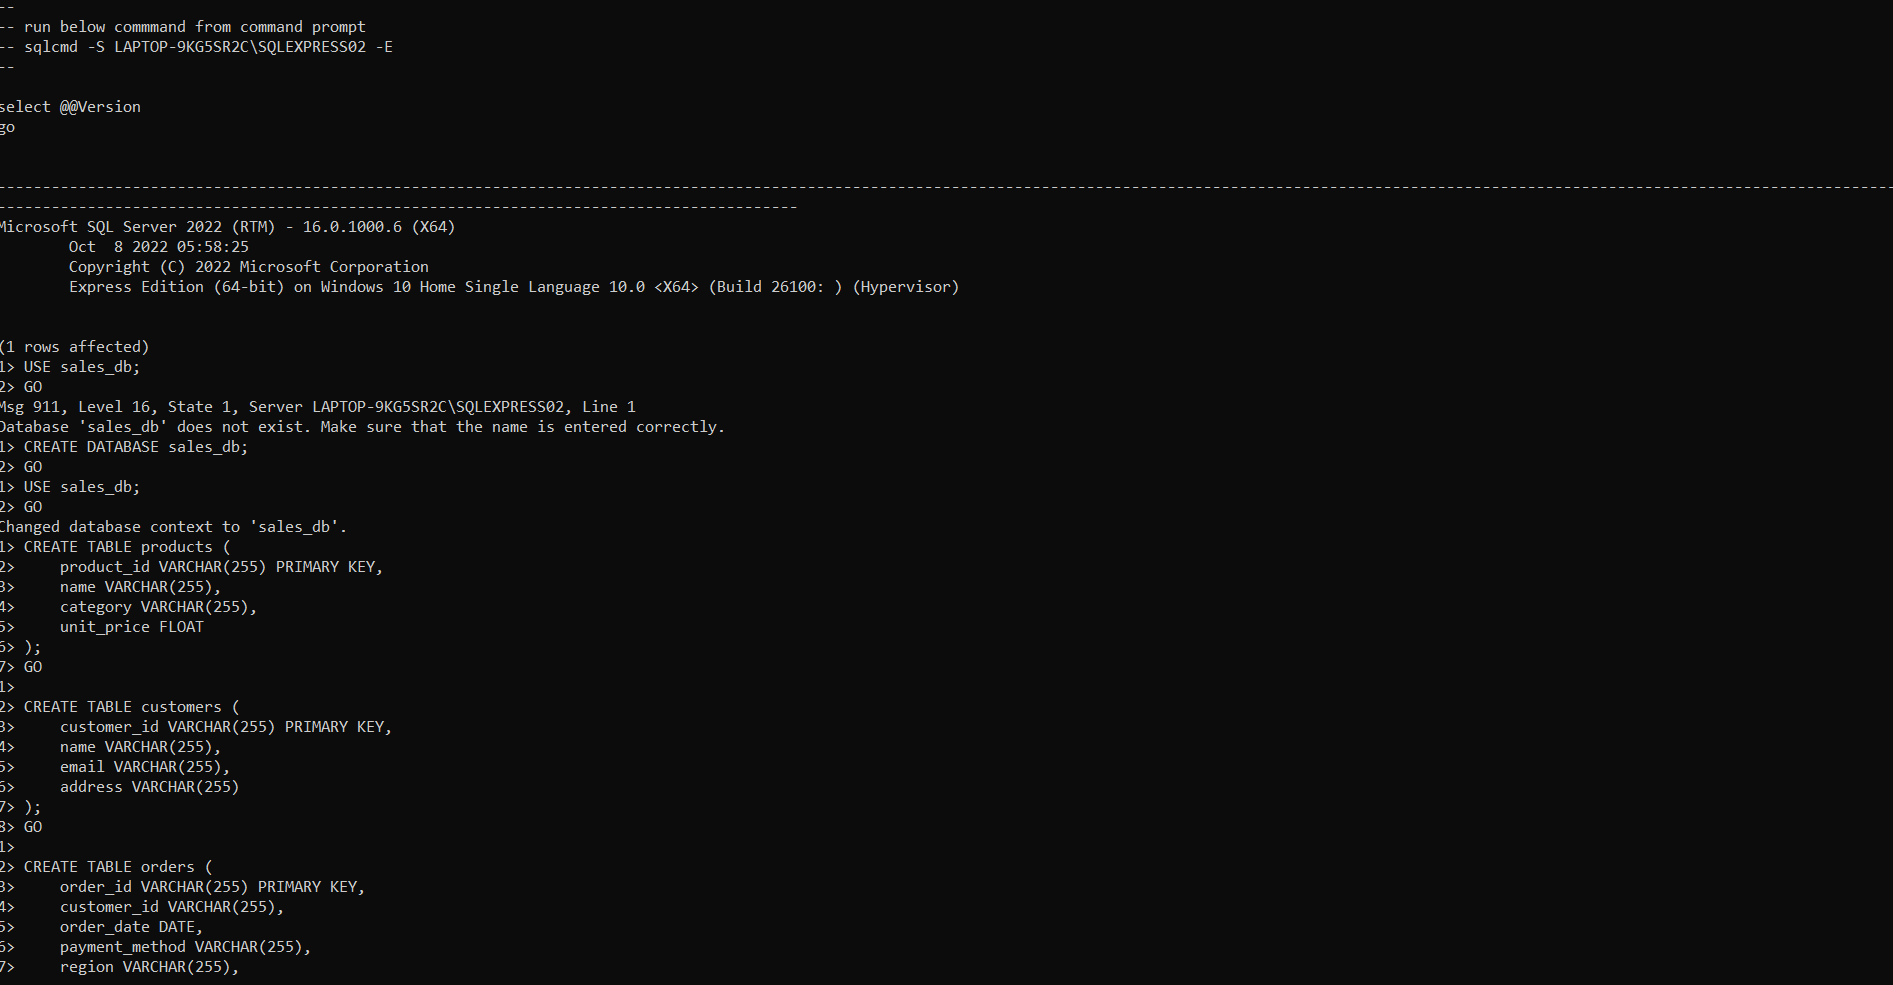 --
-- run below commmand from command prompt
-- sqlcmd -S LAPTOP-9KG5SR2C\SQLEXPRESS02 -E
--
select @@Version
go
------------------------------------------------------------------------------------------------------------------------------------------------------------------------------------------------------------------
-----------------------------------------------------------------------------------------
Microsoft SQL Server 2022 (RTM) - 16.0.1000.6 (X64)
Oct  8 2022 05:58:25
Copyright (C) 2022 Microsoft Corporation
Express Edition (64-bit) on Windows 10 Home Single Language 10.0 <X64> (Build 26100: ) (Hypervisor)
(1 rows affected)
1> USE sales_db;
2> GO
Msg 911, Level 16, State 1, Server LAPTOP-9KG5SR2C\SQLEXPRESS02, Line 1
Database 'sales_db' does not exist. Make sure that the name is entered correctly.
1> CREATE DATABASE sales_db;
2> GO
1> USE sales_db;
2> GO
Changed database context to 'sales_db'.
1> CREATE TABLE products (
2>     product_id VARCHAR(255) PRIMARY KEY,
3>     name VARCHAR(255),
4>     category VARCHAR(255),
5>     unit_price FLOAT
6> );
7> GO
1>
2> CREATE TABLE customers (
3>     customer_id VARCHAR(255) PRIMARY KEY,
4>     name VARCHAR(255),
5>     email VARCHAR(255),
6>     address VARCHAR(255)
7> );
8> GO
1>
2> CREATE TABLE orders (
3>     order_id VARCHAR(255) PRIMARY KEY,
4>     customer_id VARCHAR(255),
5>     order_date DATE,
6>     payment_method VARCHAR(255),
7>     region VARCHAR(255),